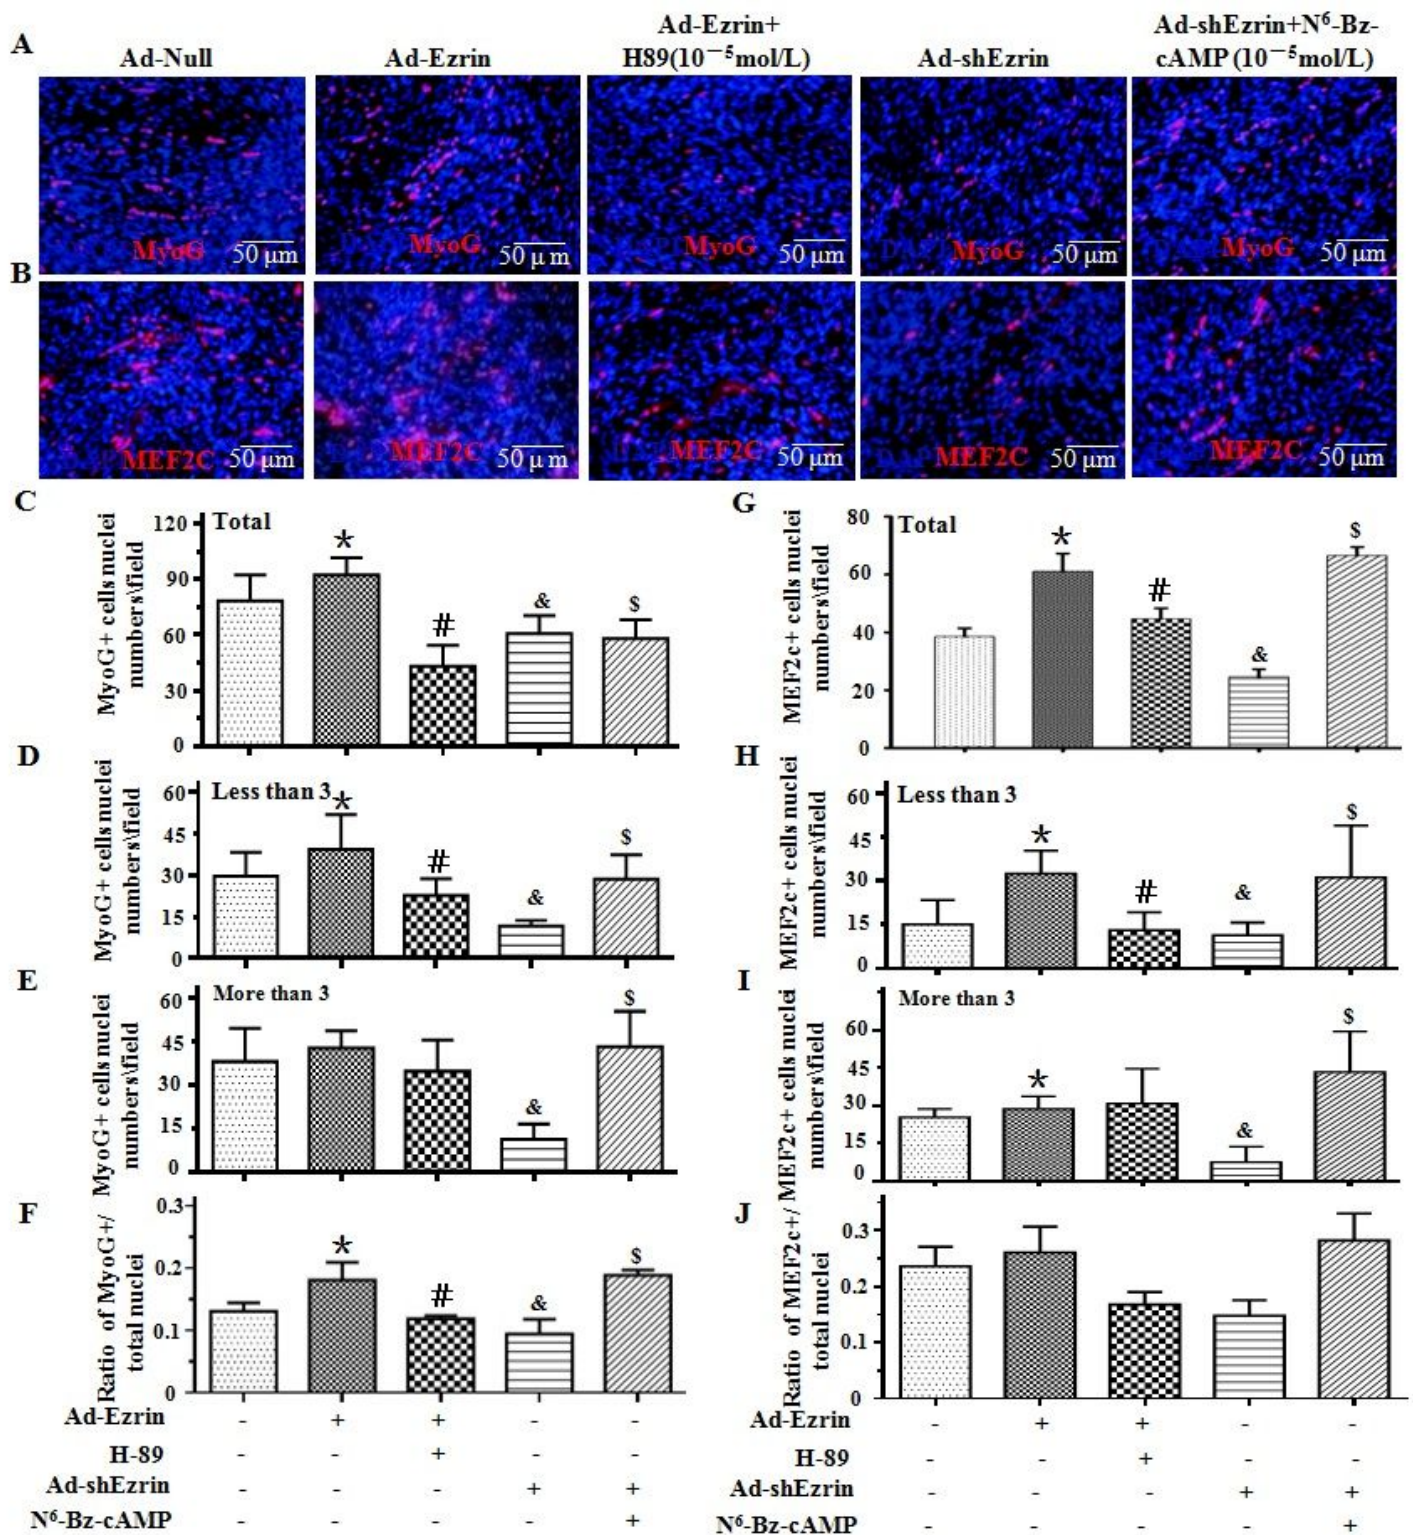 A
Ad-Null
Ad-Ezrin
Ad-Ezrin+
H89(10⁻⁵mol/L)
Ad-shEzrin
Ad-shEzrin+N⁶-Bz-
cAMP (10⁻⁵mol/L)
MyoG 50 μm
MyoG 50 μm
MyoG 50 μm
DAPI MyoG 50 μm
MyoG 50 μm
B
MEF2C 50 μm
MEF2C 50 μm
MEF2C 50 μm
DAPI MEF2C 50 μm
MEF2C 50 μm
C
Total
MyoG+ cells nuclei
numbers\field
120
90
60
30
0
* # & $
D
Less than 3
MyoG+ cells nuclei
numbers\field
60
45
30
15
0
* # & $
E
More than 3
MyoG+ cells nuclei
numbers\field
60
45
30
15
0
& $
F
Ratio of MyoG+/
total nuclei
0.3
0.2
0.1
0
* # & $
Ad-Ezrin - + + - -
H-89 - - + - -
Ad-shEzrin - - - + +
N⁶-Bz-cAMP - - - - +
G
Total
MEF2c+ cells nuclei
numbers\field
80
60
40
20
0
* # & $
H
Less than 3
MEF2c+ cells nuclei
numbers\field
60
45
30
15
0
* # & $
I
More than 3
MEF2c+ cells nuclei
numbers\field
60
45
30
15
0
* & $
J
Ratio of MEF2c+/
total nuclei
0.3
0.2
0.1
0
Ad-Ezrin - + + - -
H-89 - - + - -
Ad-shEzrin - - - + +
N⁶-Bz-cAMP - - - - +